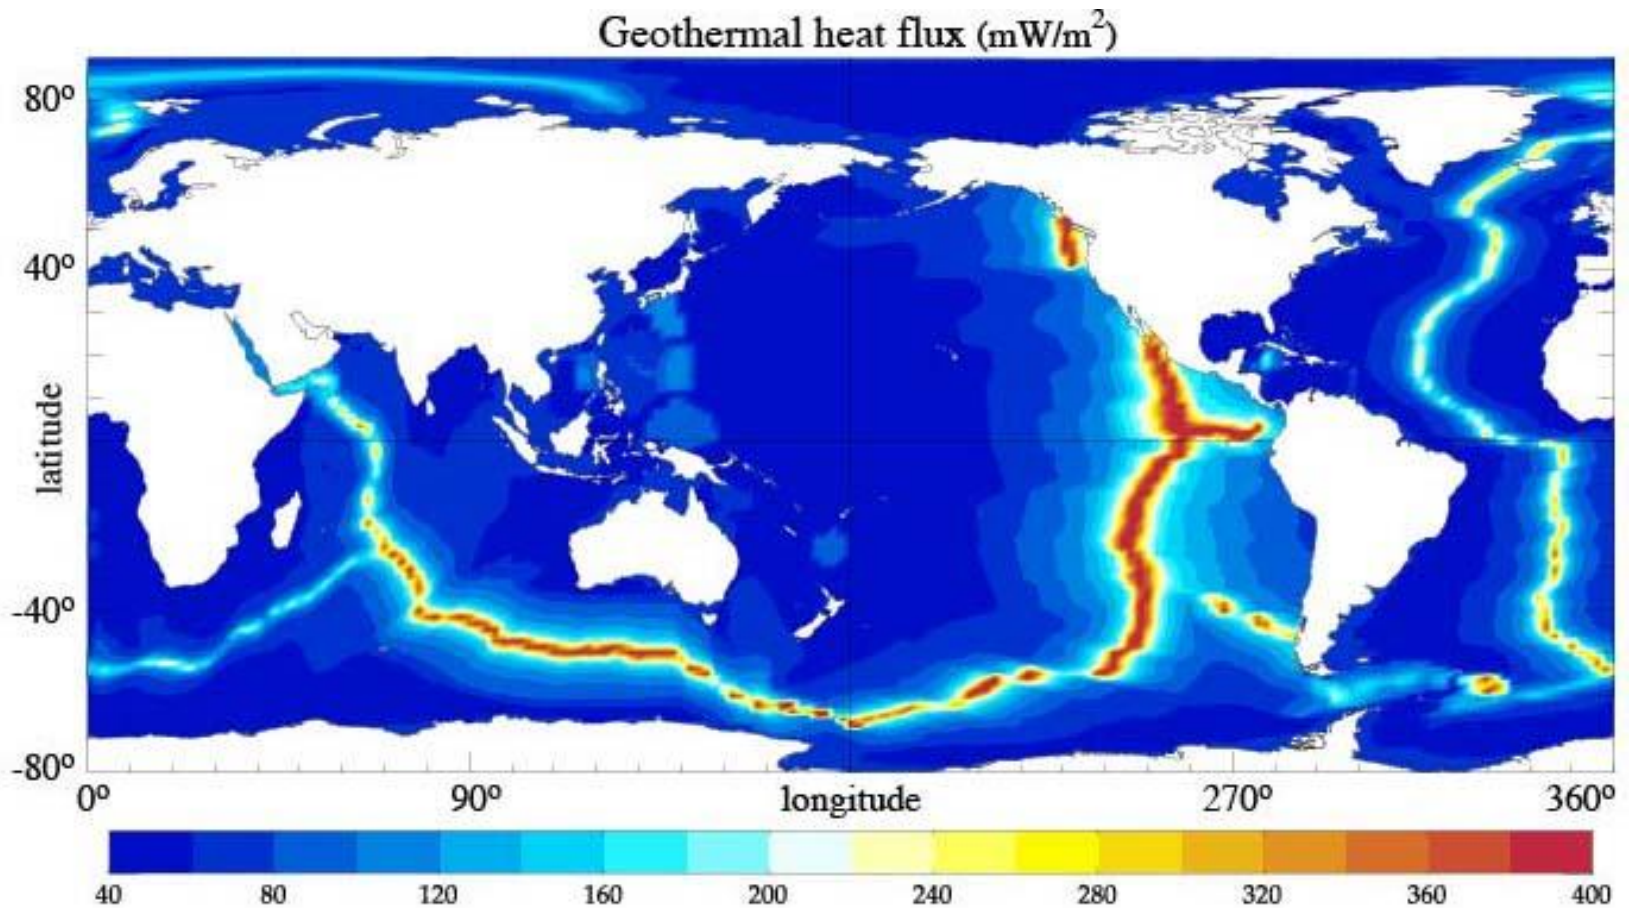 Geothermal heat flux (mW/m²)
80º
40º
latitude
-40º
-80º
0º 90º longitude 270º 360º
40 80 120 160 200 240 280 320 360 400